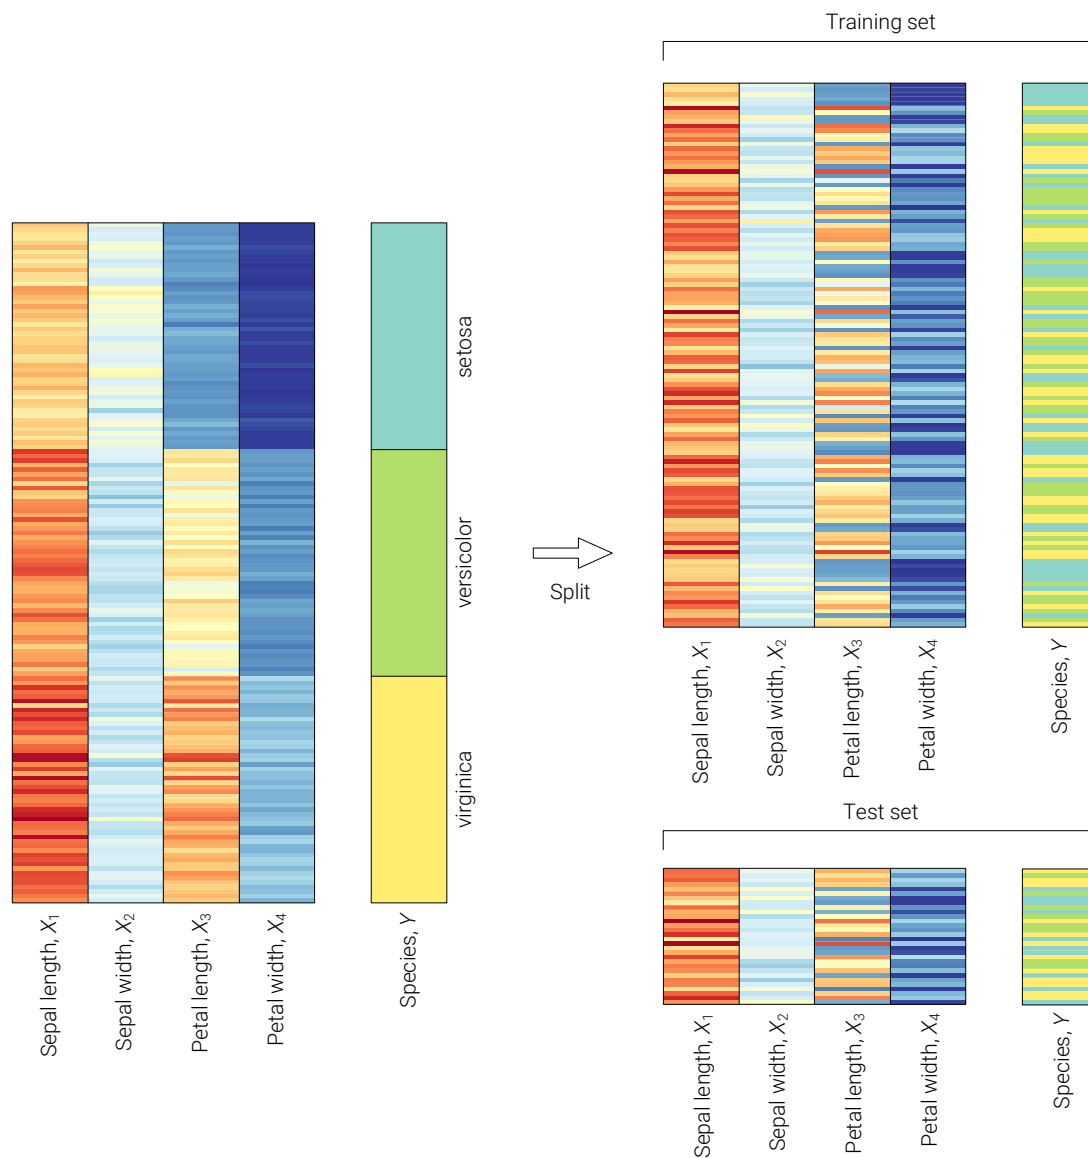 Training set
setosa
versicolor
virginica
Sepal length, X1
Sepal width, X2
Petal length, X3
Petal width, X4
Species, Y
Split
Sepal length, X1
Sepal width, X2
Petal length, X3
Petal width, X4
Species, Y
Test set
Sepal length, X1
Sepal width, X2
Petal length, X3
Petal width, X4
Species, Y